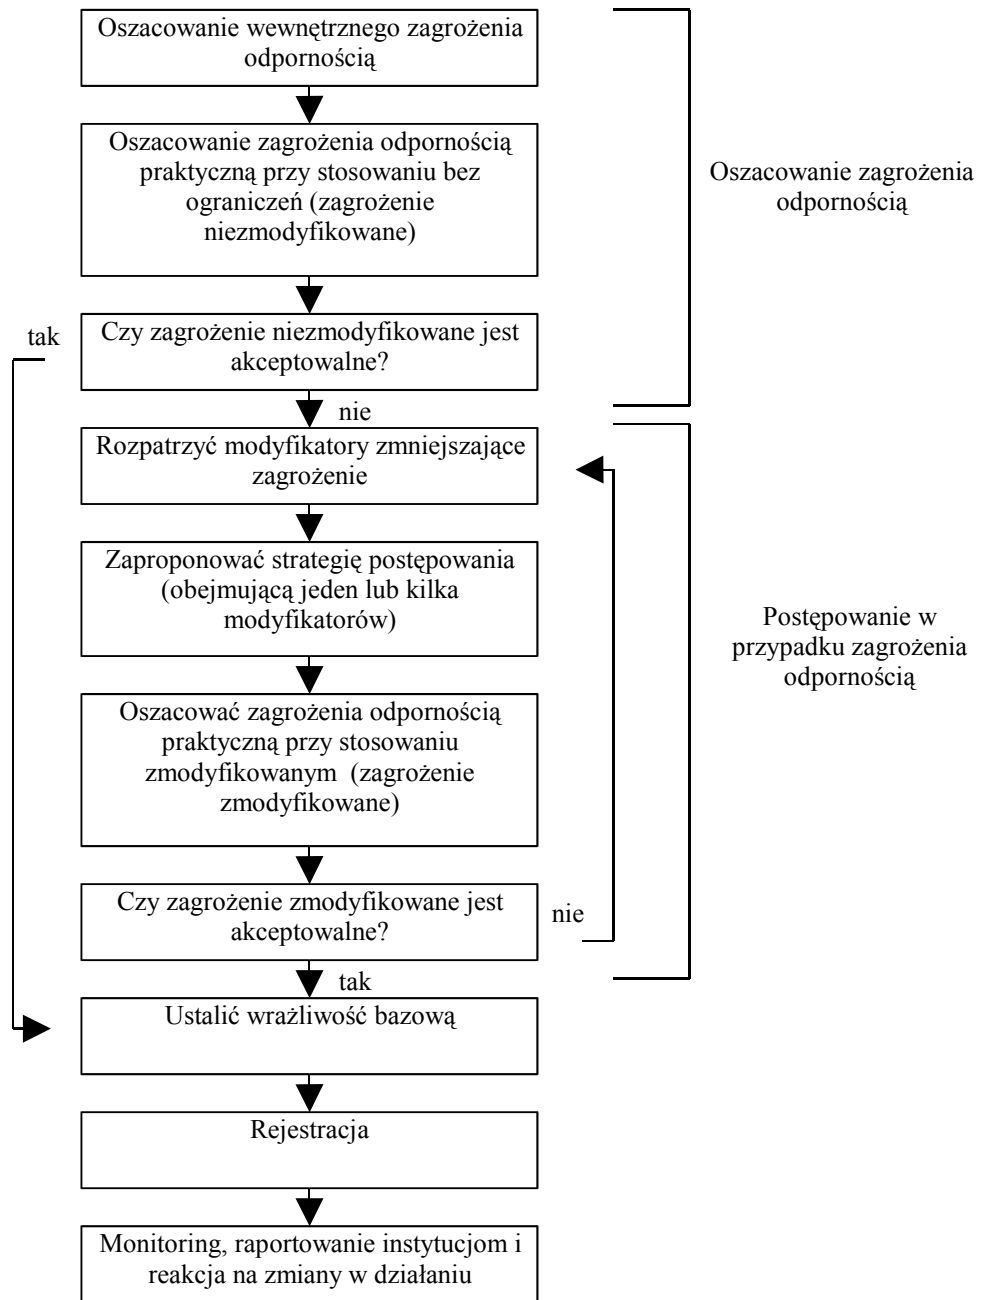 Oszacowanie wewnętrznego zagrożenia
odpornością
Oszacowanie zagrożenia odpornością
praktyczną przy stosowaniu bez
ograniczeń (zagrożenie
niezmodyfikowane)
Oszacowanie zagrożenia
odpornością
tak
Czy zagrożenie niezmodyfikowane jest
akceptowalne?
nie
Rozpatrzyć modyfikatory zmniejszające
zagrożenie
Zaproponować strategię postępowania
(obejmującą jeden lub kilka
modyfikatorów)
Postępowanie w
przypadku zagrożenia
odpornością
Oszacować zagrożenia odpornością
praktyczną przy stosowaniu
zmodyfikowanym (zagrożenie
zmodyfikowane)
Czy zagrożenie zmodyfikowane jest
akceptowalne?
nie
tak
Ustalić wrażliwość bazową
Rejestracja
Monitoring, raportowanie instytucjom i
reakcja na zmiany w działaniu